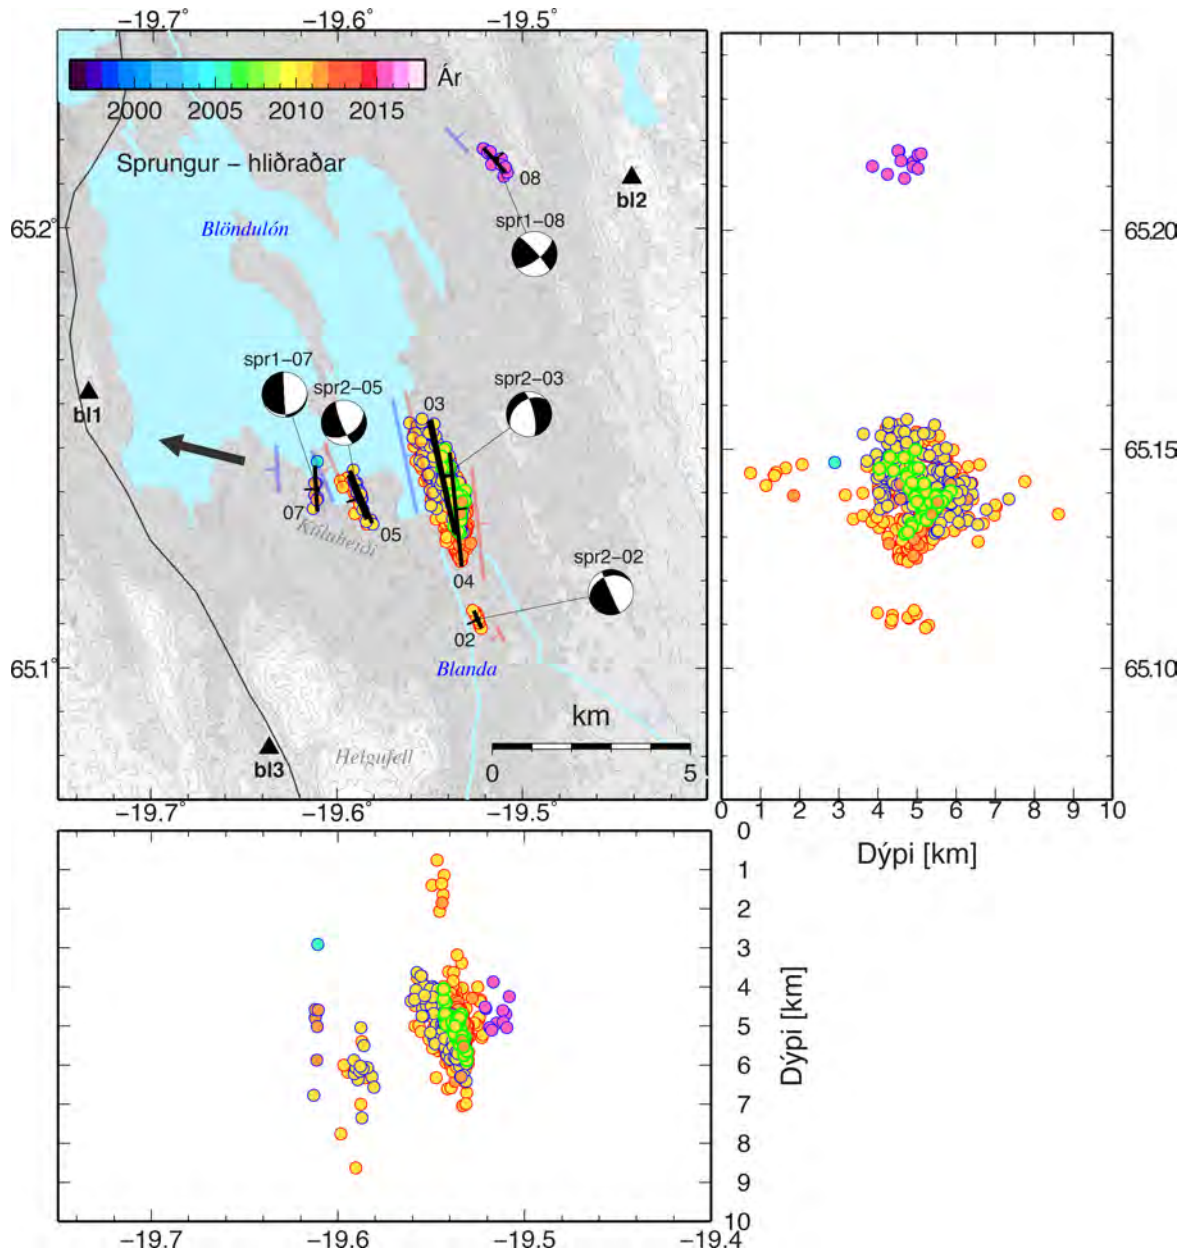 −19.7° −19.6° −19.5°
Ár
2000 2005 2010 2015
Sprungur − hliðraðar
08
bl2
65.2°
Blöndulón
spr1−08
65.20
spr1−07
spr2−05
spr2−03
bl1
03
65.15
07
05
Kúluheiði
04
spr2−02
02
65.1°
Blanda
65.10
km
Helgufell
bl3
0 5
−19.7° −19.6° −19.5°
0 1 2 3 4 5 6 7 8 9 10
Dýpi [km]
0
1
2
3
4
5
6
7
8
9
10
Dýpi [km]
−19.7 −19.6 −19.5 −19.4